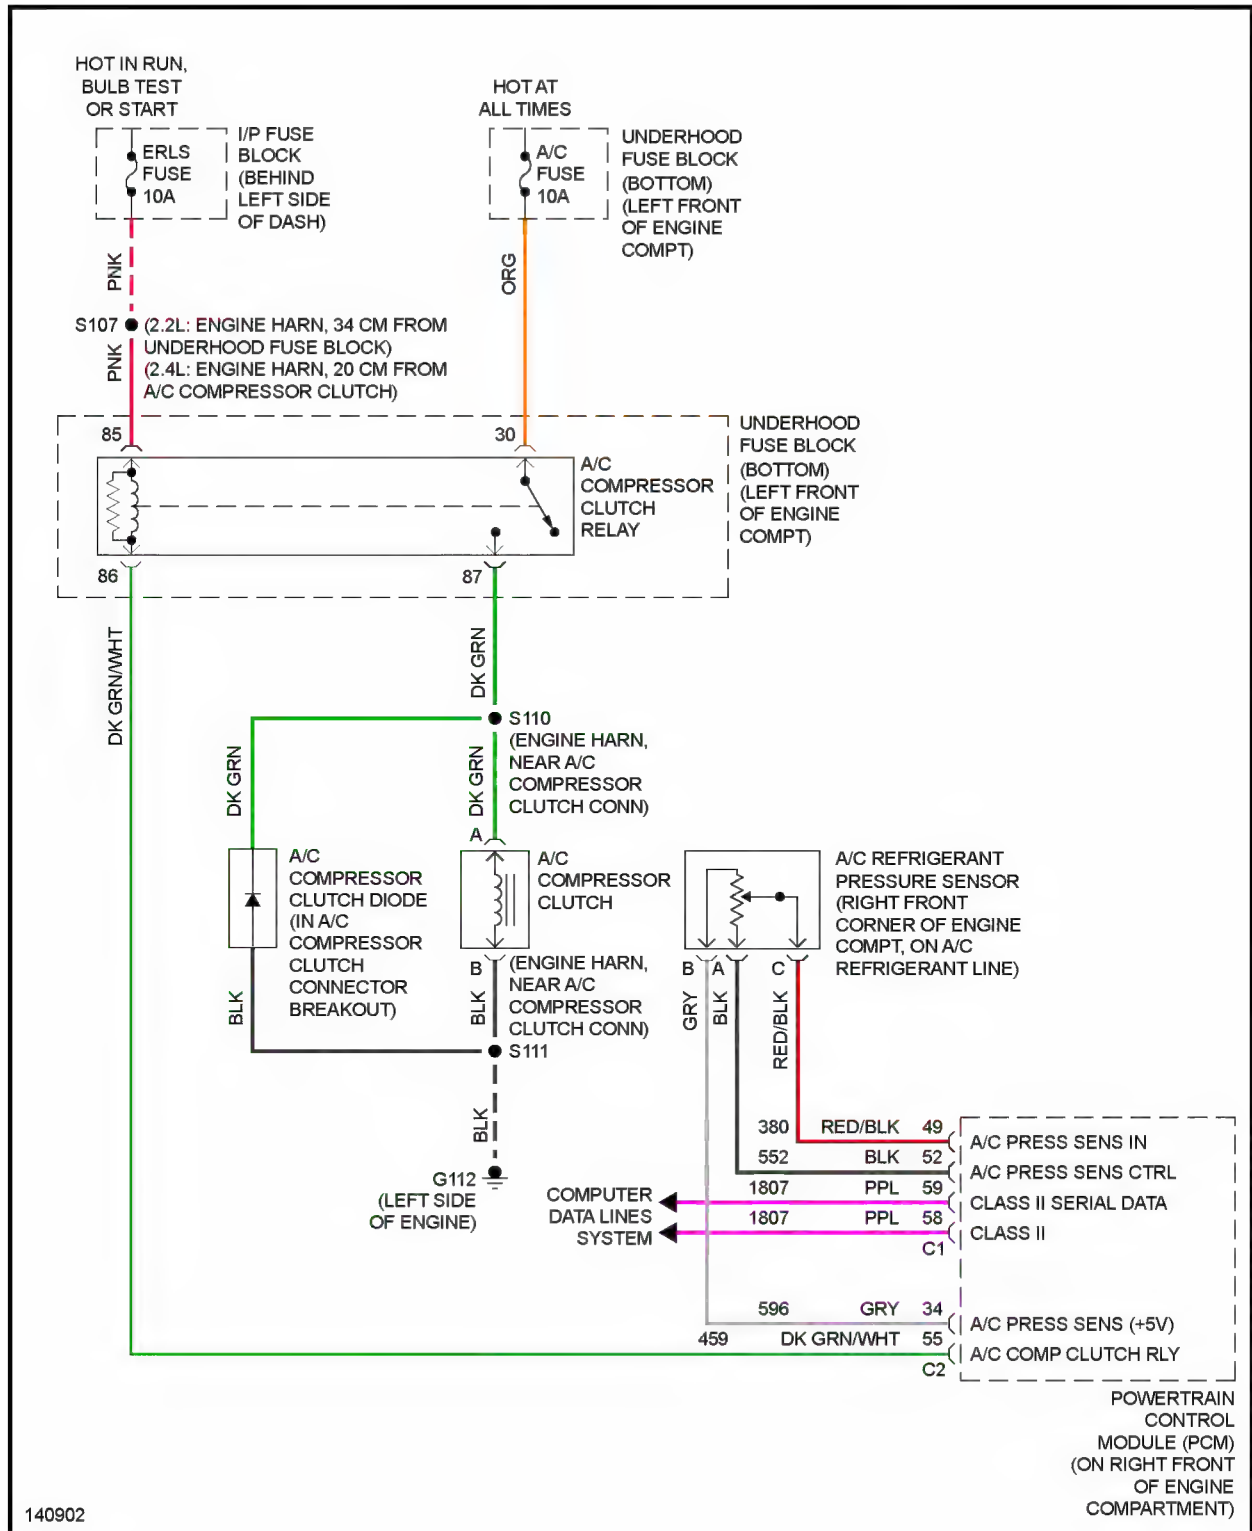 HOT IN RUN,
BULB TEST
OR START
HOT AT
ALL TIMES
ERLS
FUSE
10A
I/P FUSE
BLOCK
(BEHIND
LEFT SIDE
OF DASH)
A/C
FUSE
10A
UNDERHOOD
FUSE BLOCK
(BOTTOM)
(LEFT FRONT
OF ENGINE
COMPT)
PNK
ORG
S107
(2.2L: ENGINE HARN, 34 CM FROM
UNDERHOOD FUSE BLOCK)
(2.4L: ENGINE HARN, 20 CM FROM
A/C COMPRESSOR CLUTCH)
PNK
85
30
A/C
COMPRESSOR
CLUTCH
RELAY
UNDERHOOD
FUSE BLOCK
(BOTTOM)
(LEFT FRONT
OF ENGINE
COMPT)
86
87
DK GRN/WHT
DK GRN
S110
(ENGINE HARN,
NEAR A/C
COMPRESSOR
CLUTCH CONN)
DK GRN
DK GRN
A
A/C
COMPRESSOR
CLUTCH DIODE
(IN A/C
COMPRESSOR
CLUTCH
CONNECTOR
BREAKOUT)
A/C
COMPRESSOR
CLUTCH
A/C REFRIGERANT
PRESSURE SENSOR
(RIGHT FRONT
CORNER OF ENGINE
COMPT, ON A/C
REFRIGERANT LINE)
B
(ENGINE HARN,
NEAR A/C
COMPRESSOR
CLUTCH CONN)
B A C
BLK
BLK
GRY
BLK
RED/BLK
S111
BLK
G112
(LEFT SIDE
OF ENGINE)
380 RED/BLK 49 A/C PRESS SENS IN
552 BLK 52 A/C PRESS SENS CTRL
COMPUTER
DATA LINES
SYSTEM
1807 PPL 59 CLASS II SERIAL DATA
1807 PPL 58 CLASS II
C1
596 GRY 34 A/C PRESS SENS (+5V)
459 DK GRN/WHT 55 A/C COMP CLUTCH RLY
C2
POWERTRAIN
CONTROL
MODULE (PCM)
(ON RIGHT FRONT
OF ENGINE
COMPARTMENT)
140902